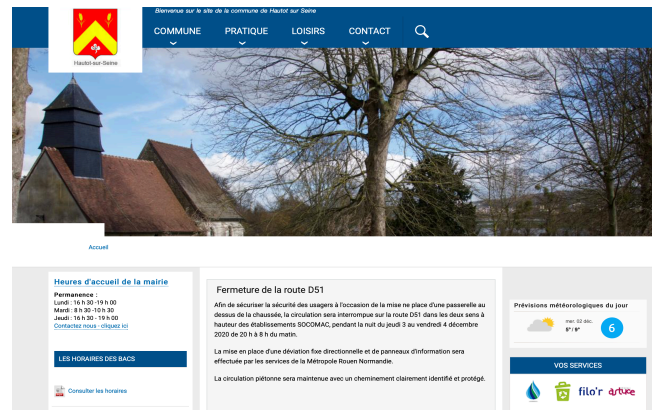 Bienvenue sur le site de la commune de Hautot sur Seine
COMMUNE PRATIQUE LOISIRS CONTACT
Hautot-sur-Seine
Accueil
Heures d'accueil de la mairie
Permanence :
Lundi : 16 h 30 -19 h 00
Mardi : 8 h 30 -10 h 30
Jeudi : 16 h 30 - 19 h 00
Contactez nous - cliquez ici
LES HORAIRES DES BACS
Consulter les horaires
Fermeture de la route D51
Afin de sécuriser la sécurité des usagers à l'occasion de la mise ne place d'une passerelle au
dessus de la chaussée, la circulation sera interrompue sur la route D51 dans les deux sens à
hauteur des établissements SOCOMAC, pendant la nuit du jeudi 3 au vendredi 4 décembre
2020 de 20 h à 8 h du matin.
La mise en place d'une déviation fixe directionnelle et de panneaux d'information sera
effectuée par les services de la Métropole Rouen Normandie.
La circulation piétonne sera maintenue avec un cheminement clairement identifié et protégé.
Prévisions météorologiques du jour
mer. 02 déc.
5° / 9°
6
VOS SERVICES
filo'r astuce